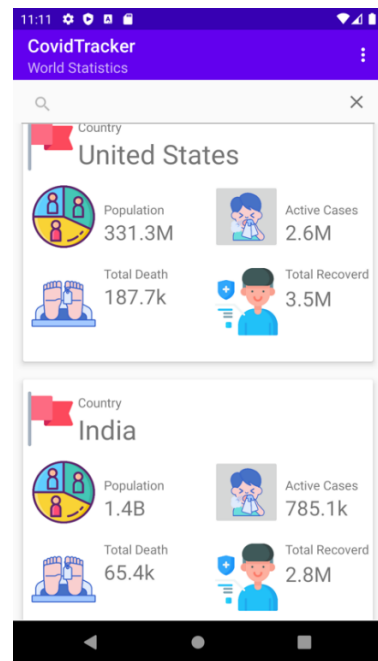 11:11
CovidTracker
World Statistics
Country
United States
Population
331.3M
Active Cases
2.6M
Total Death
187.7k
Total Recoverd
3.5M
Country
India
Population
1.4B
Active Cases
785.1k
Total Death
65.4k
Total Recoverd
2.8M